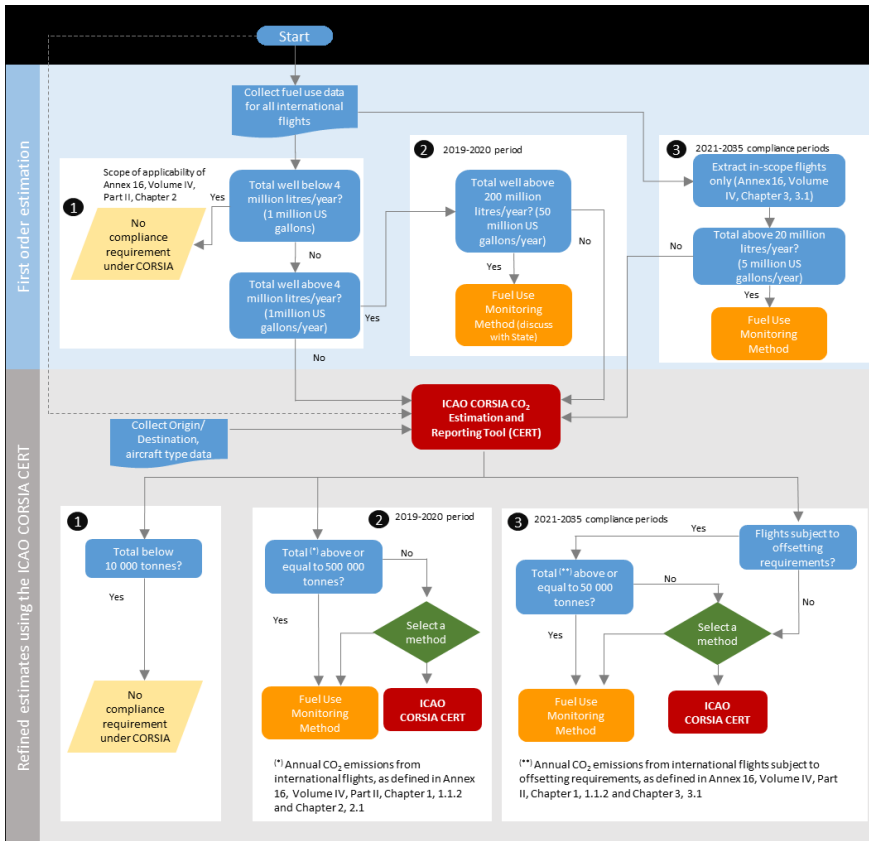 Start
First order estimation
Collect fuel use data
for all international
flights
1
Scope of applicability of
Annex 16, Volume IV,
Part II, Chapter 2
Total well below 4
million litres/year?
(1 million US
gallons)
Yes
No
compliance
requirement
under CORSIA
No
Total well above 4
million litres/year?
(1million US
gallons/year)
Yes
No
2
2019-2020 period
Total well above
200 million
litres/year? (50
million US
gallons/year)
No
Yes
Fuel Use
Monitoring
Method (discuss
with State)
3
2021-2035 compliance periods
Extract in-scope flights
only (Annex16, Volume
IV, Chapter 3, 3.1)
No
Total above 20 million
litres/year?
(5 million US
gallons/year)
Yes
Fuel Use
Monitoring
Method
Refined estimates using the ICAO CORSIA CERT
ICAO CORSIA CO₂
Estimation and
Reporting Tool (CERT)
Collect Origin/
Destination,
aircraft type data
1
Total below
10 000 tonnes?
Yes
No
compliance
requirement
under CORSIA
2
2019-2020 period
Total (*) above or
equal to 500 000
tonnes?
No
Yes
Select a
method
Fuel Use
Monitoring
Method
ICAO
CORSIA CERT
(*) Annual CO₂ emissions from
international flights, as defined in Annex
16, Volume IV, Part II, Chapter 1, 1.1.2
and Chapter 2, 2.1
3
2021-2035 compliance periods
Yes
Flights subject to
offsetting
requirements?
Total (**) above or
equal to 50 000
tonnes?
No
No
Yes
Select a
method
Fuel Use
Monitoring
Method
ICAO
CORSIA CERT
(**) Annual CO₂ emissions from international flights subject to
offsetting requirements, as defined in Annex 16, Volume IV, Part
II, Chapter 1, 1.1.2 and Chapter 3, 3.1